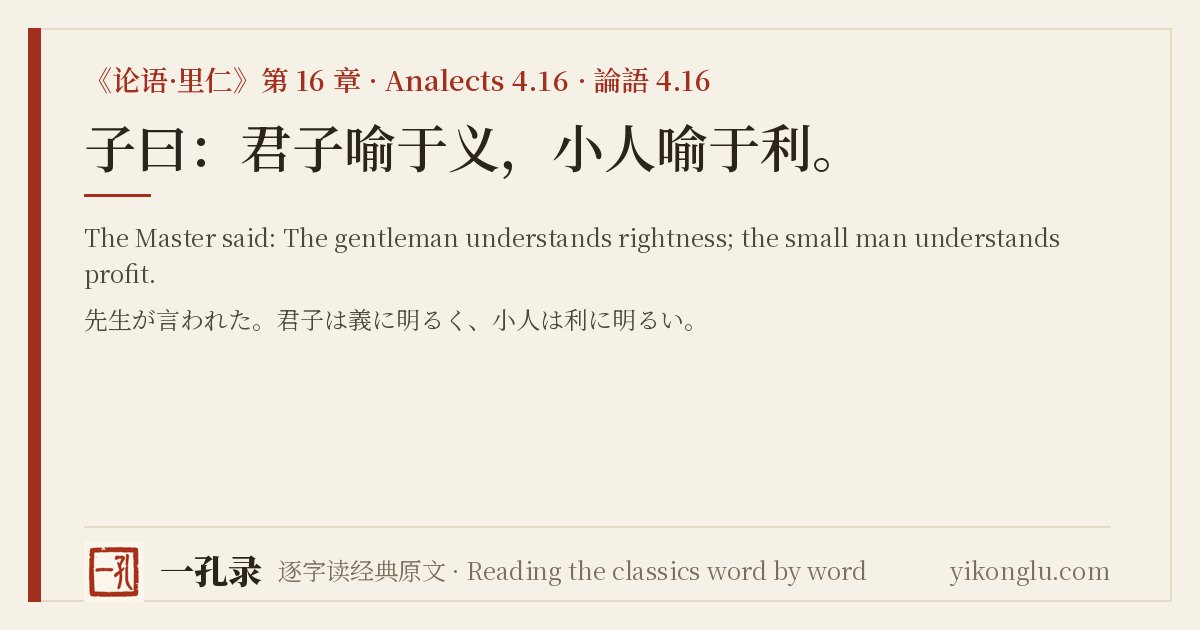 《论语·里仁》第 16 章 · Analects 4.16 · 論語 4.16
子曰：君子喻于义，小人喻于利。
The Master said: The gentleman understands rightness; the small man understands
profit.
先生が言われた。君子は義に明るく、小人は利に明るい。
一孔
一孔录 逐字读经典原文 · Reading the classics word by word yikonglu.com